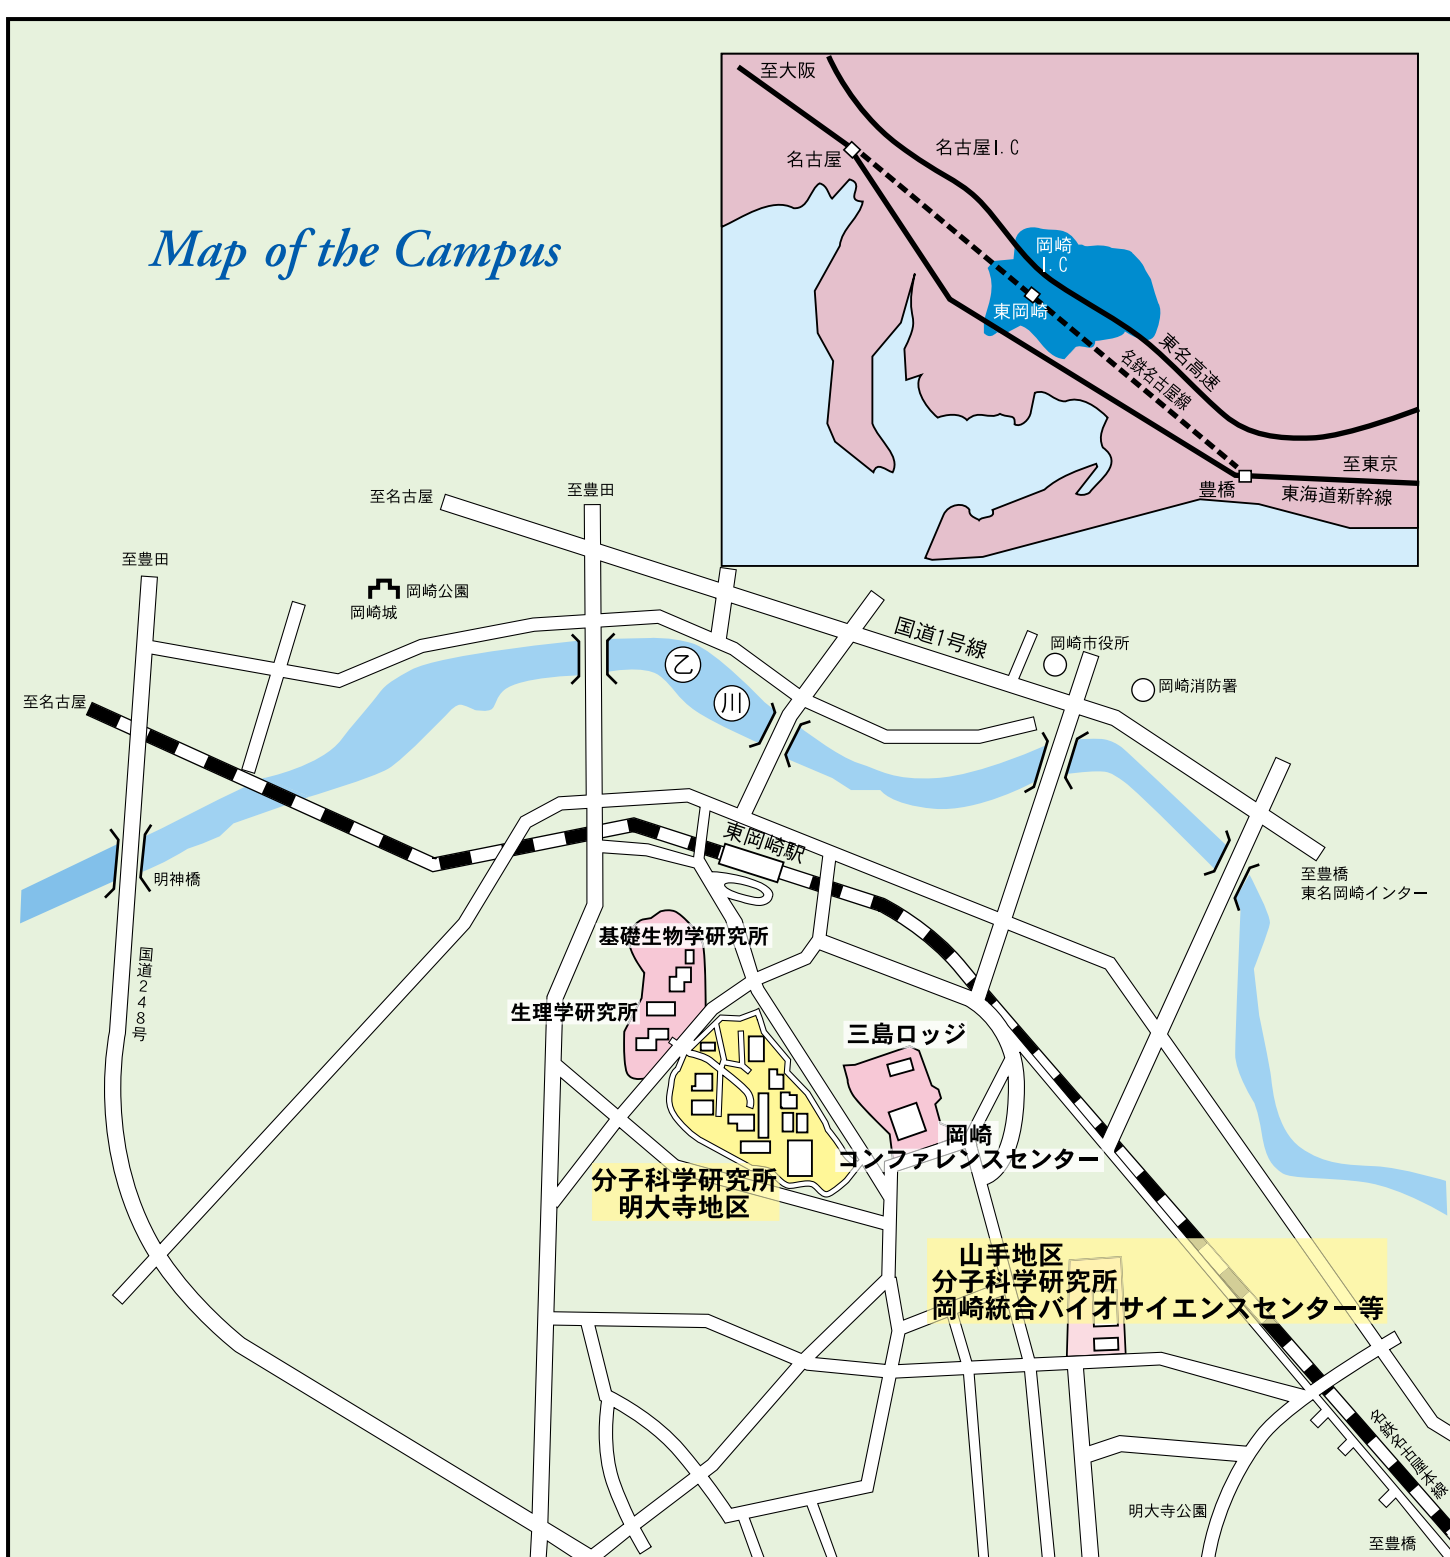 至大阪
名古屋
名古屋I.C
Map of the Campus
岡崎
I.C
東岡崎
東名高速
名鉄名古屋線
至東京
豊橋
東海道新幹線
至名古屋
至豊田
至豊田
岡崎公園
岡崎城
国道1号線
岡崎市役所
乙
川
岡崎消防署
至名古屋
東岡崎駅
明神橋
至豊橋
東名岡崎インター
国道248号
基礎生物学研究所
生理学研究所
三島ロッジ
岡崎
コンファレンスセンター
分子科学研究所
明大寺地区
山手地区
分子科学研究所
岡崎統合バイオサイエンスセンター等
名鉄名古屋本線
明大寺公園
至豊橋